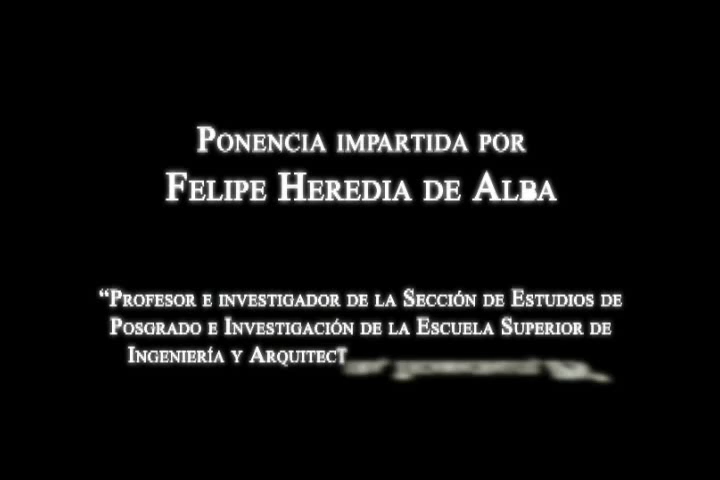 Ponencia impartida por
Felipe Heredia de Alba
“Profesor e investigador de la Sección de Estudios de
Posgrado e Investigación de la Escuela Superior de
Ingeniería y Arquitect